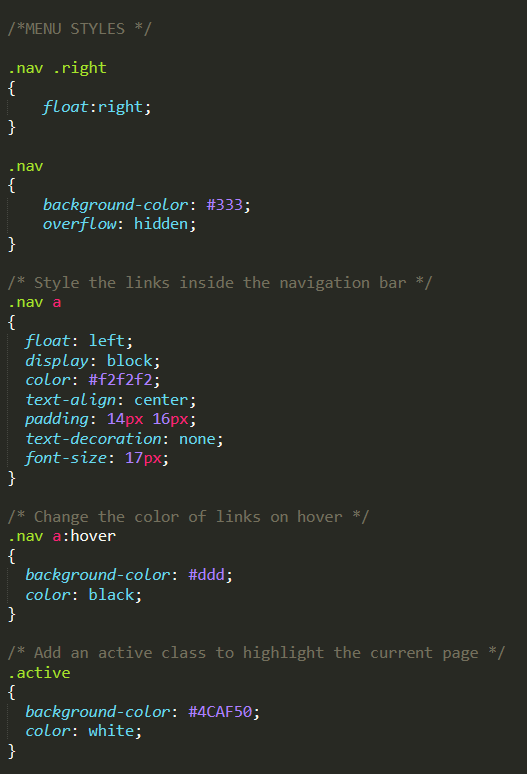 /*MENU STYLES */
.nav .right
{
float:right;
}
.nav
{
background-color: #333;
overflow: hidden;
}
/* Style the links inside the navigation bar */
.nav a
{
float: left;
display: block;
color: #f2f2f2;
text-align: center;
padding: 14px 16px;
text-decoration: none;
font-size: 17px;
}
/* Change the color of links on hover */
.nav a:hover
{
background-color: #ddd;
color: black;
}
/* Add an active class to highlight the current page */
.active
{
background-color: #4CAF50;
color: white;
}